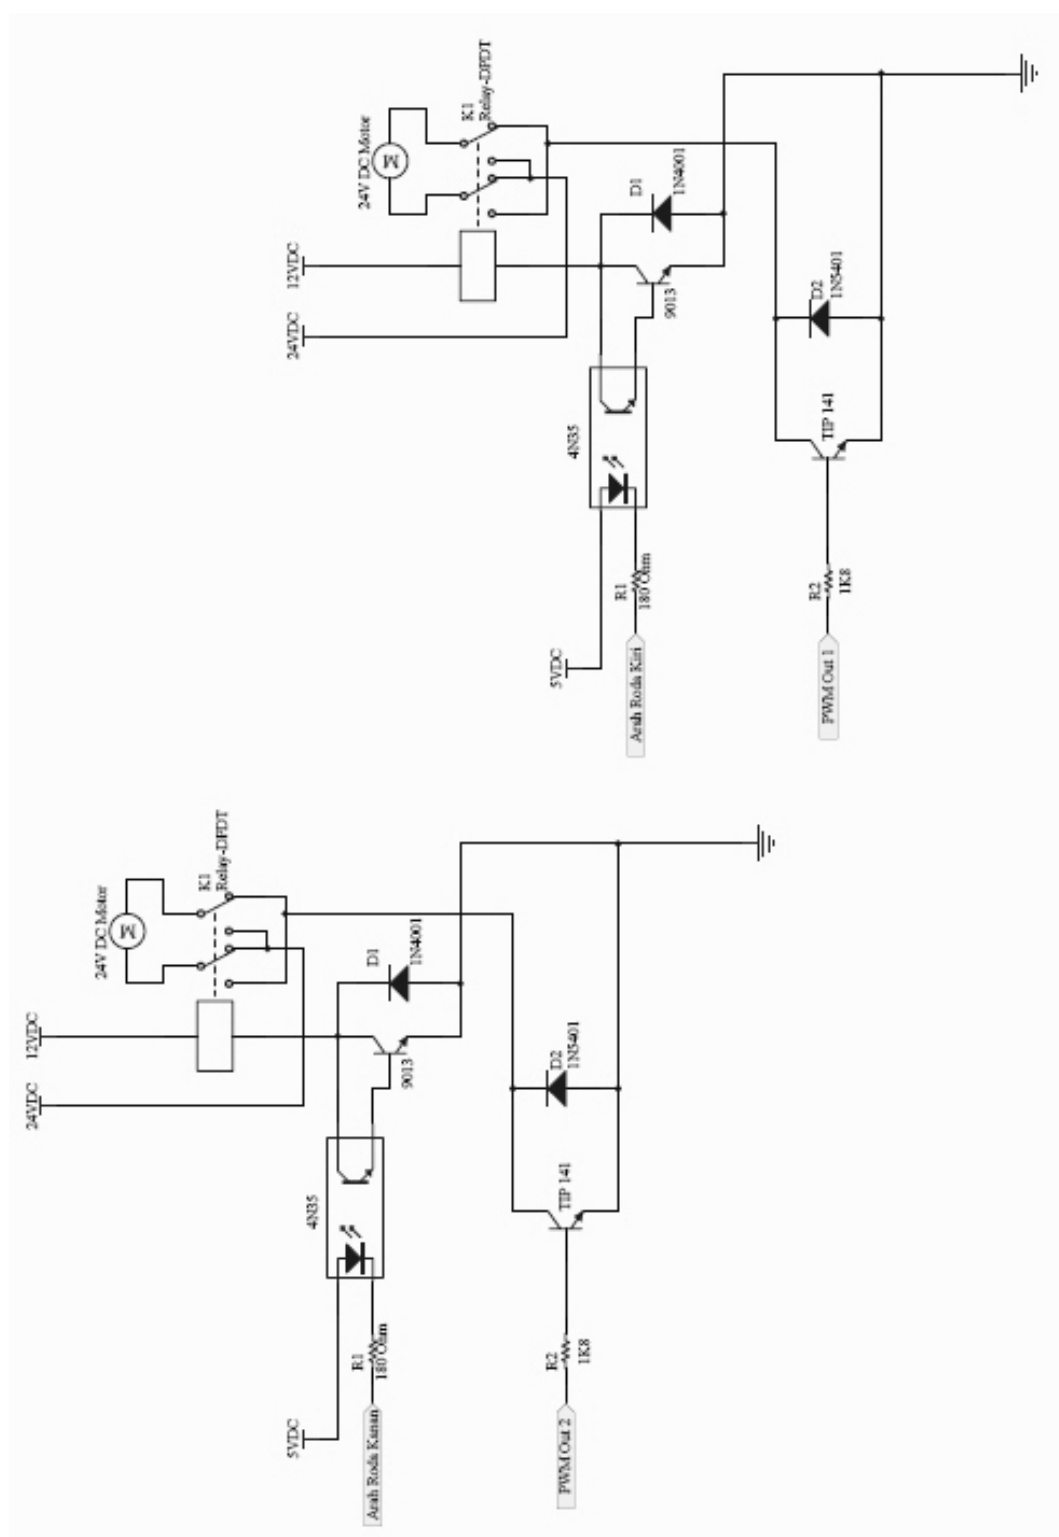 24V DC Motor
K1
Relay-DPDT
12VDC
24VDC
D1
1N4001
9013
4N35
D2
1N5401
TIP 141
R1
180 Ohm
R2
1K8
5VDC
Arah Roda Kiri
PWM Out 1
24V DC Motor
K1
Relay-DPDT
12VDC
24VDC
D1
1N4001
9013
4N35
D2
1N5401
TIP 141
R1
180 Ohm
R2
1K8
5VDC
Arah Roda Kanan
PWM Out 2
M
M